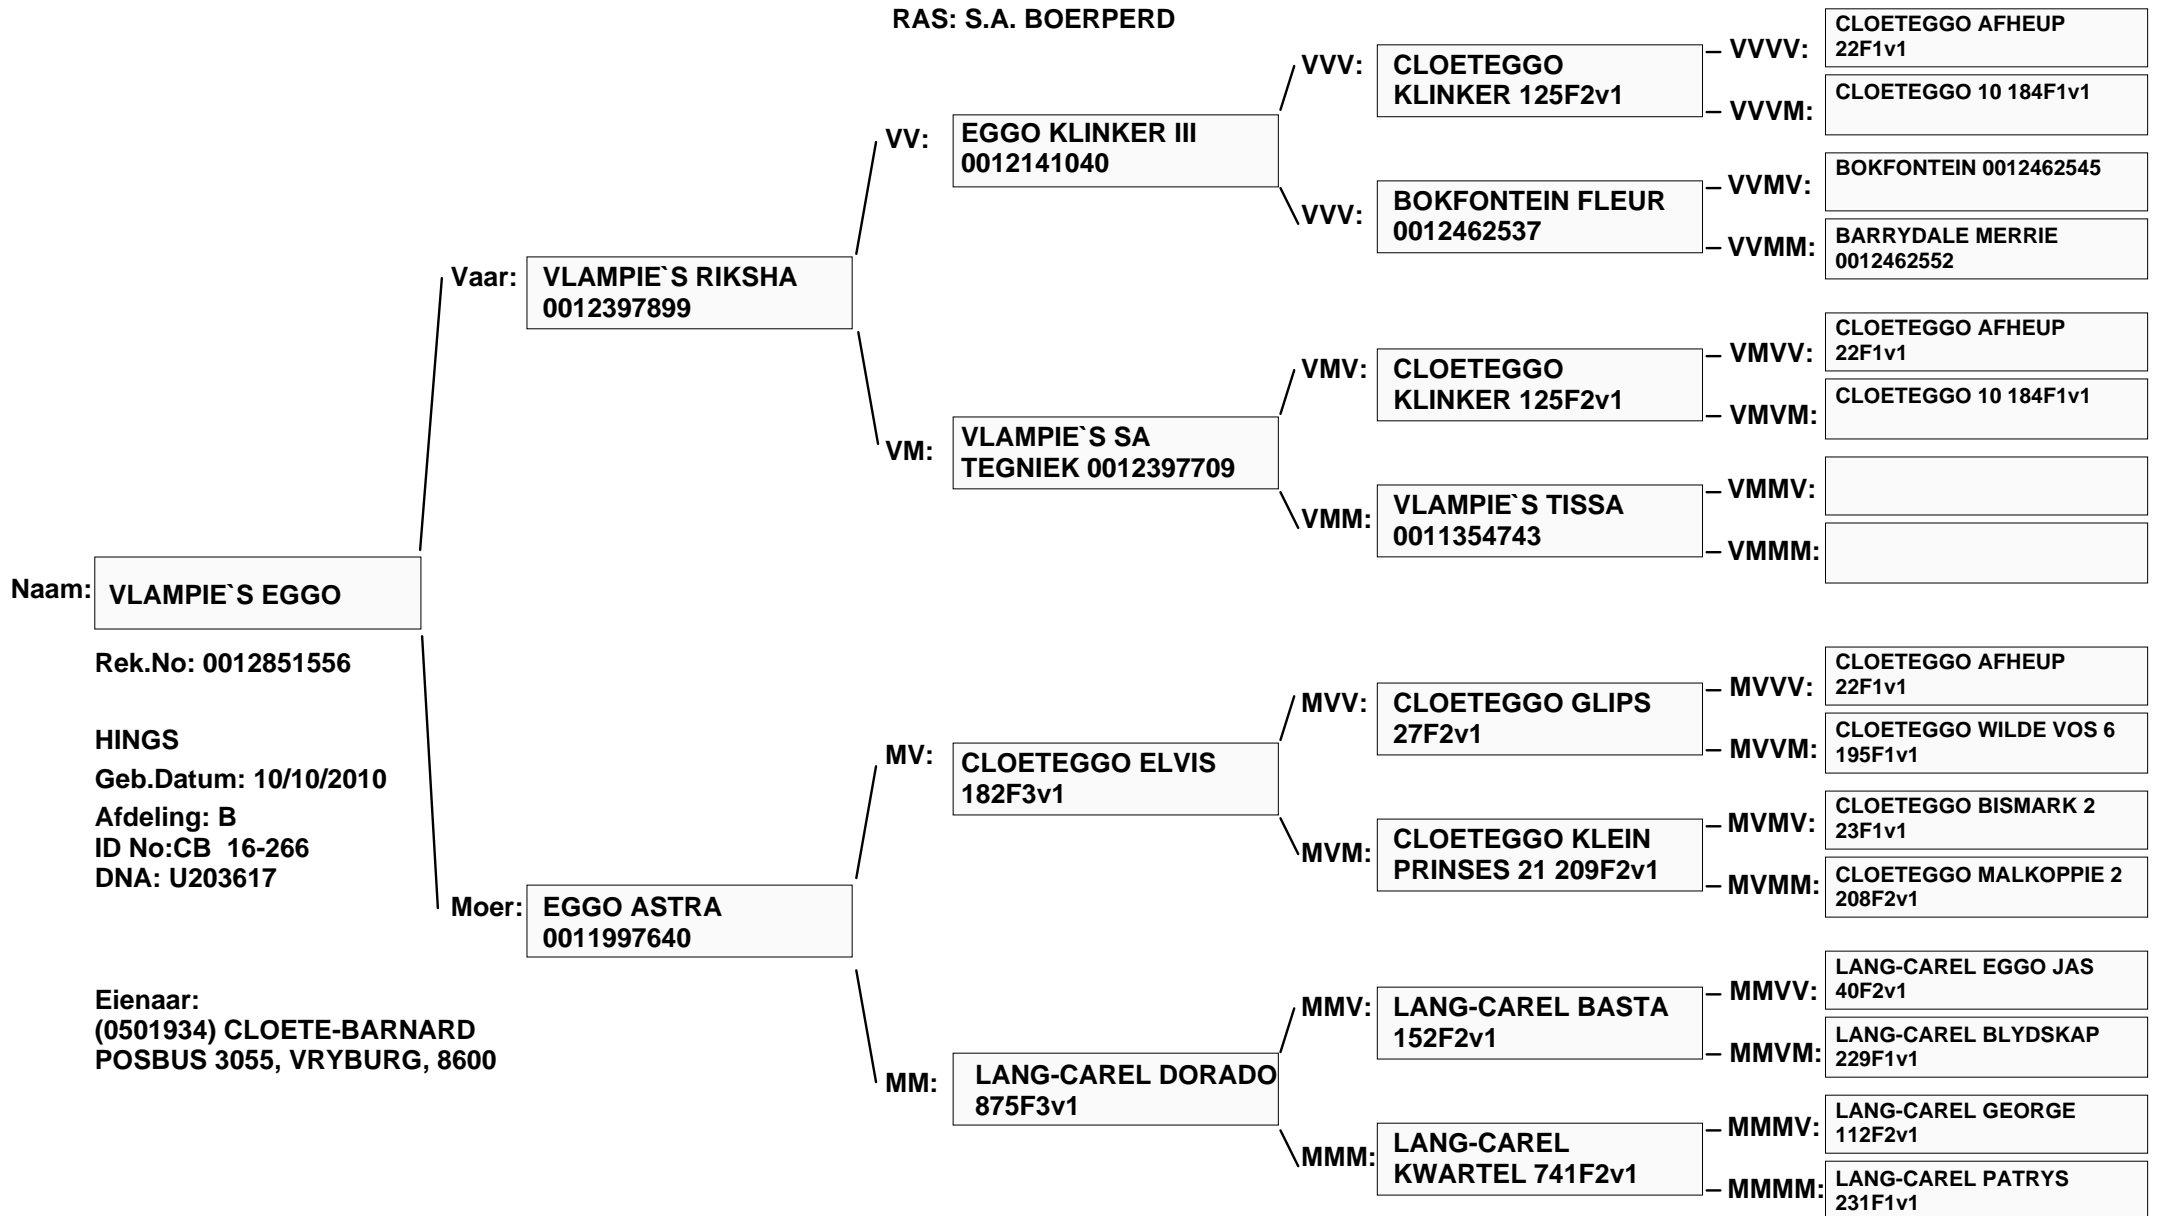 RAS: S.A. BOERPERD
Naam:
VLAMPIE`S EGGO
Rek.No: 0012851556
HINGS
Geb.Datum: 10/10/2010
Afdeling: B
ID No:CB 16-266
DNA: U203617
Eienaar:
(0501934) CLOETE-BARNARD
POSBUS 3055, VRYBURG, 8600
Vaar:
VLAMPIE`S RIKSHA
0012397899
Moer:
EGGO ASTRA
0011997640
VV:
EGGO KLINKER III
0012141040
VM:
VLAMPIE`S SA
TEGNIEK 0012397709
MV:
CLOETEGGO ELVIS
182F3v1
MM:
LANG-CAREL DORADO
875F3v1
VVV:
CLOETEGGO
KLINKER 125F2v1
VVV:
BOKFONTEIN FLEUR
0012462537
VMV:
CLOETEGGO
KLINKER 125F2v1
VMM:
VLAMPIE`S TISSA
0011354743
MVV:
CLOETEGGO GLIPS
27F2v1
MVM:
CLOETEGGO KLEIN
PRINSES 21 209F2v1
MMV:
LANG-CAREL BASTA
152F2v1
MMM:
LANG-CAREL
KWARTEL 741F2v1
VVVV:
CLOETEGGO AFHEUP
22F1v1
VVVM:
CLOETEGGO 10 184F1v1
VVMV:
BOKFONTEIN 0012462545
VVMM:
BARRYDALE MERRIE
0012462552
VMVV:
CLOETEGGO AFHEUP
22F1v1
VMVM:
CLOETEGGO 10 184F1v1
VMMV:
VMMM:
MVVV:
CLOETEGGO AFHEUP
22F1v1
MVVM:
CLOETEGGO WILDE VOS 6
195F1v1
MVMV:
CLOETEGGO BISMARK 2
23F1v1
MVMM:
CLOETEGGO MALKOPPIE 2
208F2v1
MMVV:
LANG-CAREL EGGO JAS
40F2v1
MMVM:
LANG-CAREL BLYDSKAP
229F1v1
MMMV:
LANG-CAREL GEORGE
112F2v1
MMMM:
LANG-CAREL PATRYS
231F1v1